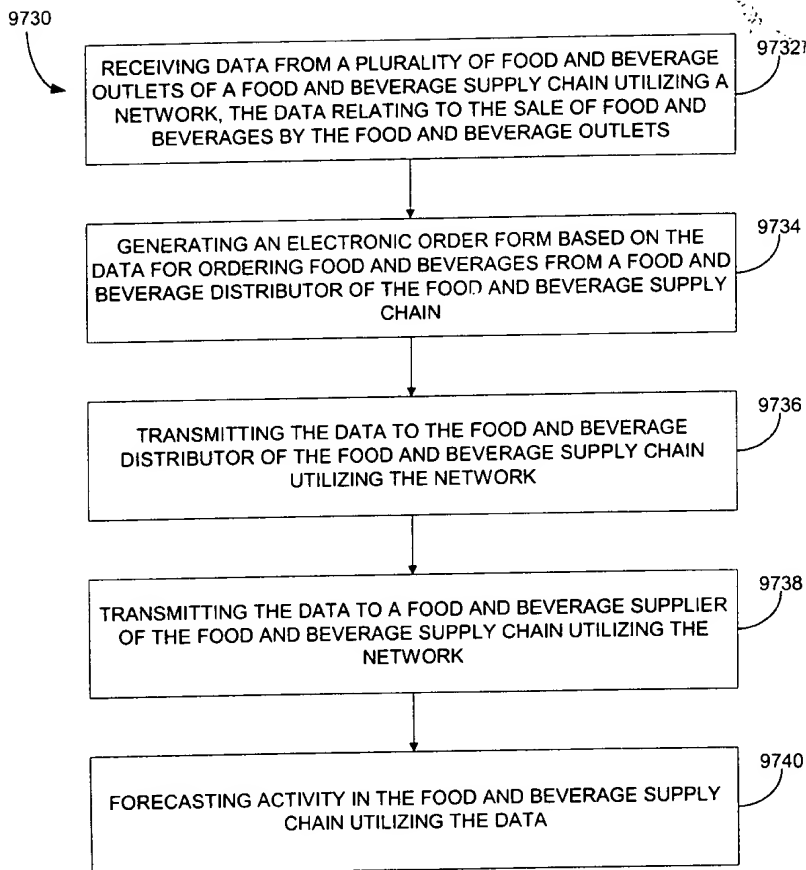 9730
9732
RECEIVING DATA FROM A PLURALITY OF FOOD AND BEVERAGE
OUTLETS OF A FOOD AND BEVERAGE SUPPLY CHAIN UTILIZING A
NETWORK, THE DATA RELATING TO THE SALE OF FOOD AND
BEVERAGES BY THE FOOD AND BEVERAGE OUTLETS
9734
GENERATING AN ELECTRONIC ORDER FORM BASED ON THE
DATA FOR ORDERING FOOD AND BEVERAGES FROM A FOOD AND
BEVERAGE DISTRIBUTOR OF THE FOOD AND BEVERAGE SUPPLY
CHAIN
9736
TRANSMITTING THE DATA TO THE FOOD AND BEVERAGE
DISTRIBUTOR OF THE FOOD AND BEVERAGE SUPPLY CHAIN
UTILIZING THE NETWORK
9738
TRANSMITTING THE DATA TO A FOOD AND BEVERAGE SUPPLIER
OF THE FOOD AND BEVERAGE SUPPLY CHAIN UTILIZING THE
NETWORK
9740
FORECASTING ACTIVITY IN THE FOOD AND BEVERAGE SUPPLY
CHAIN UTILIZING THE DATA